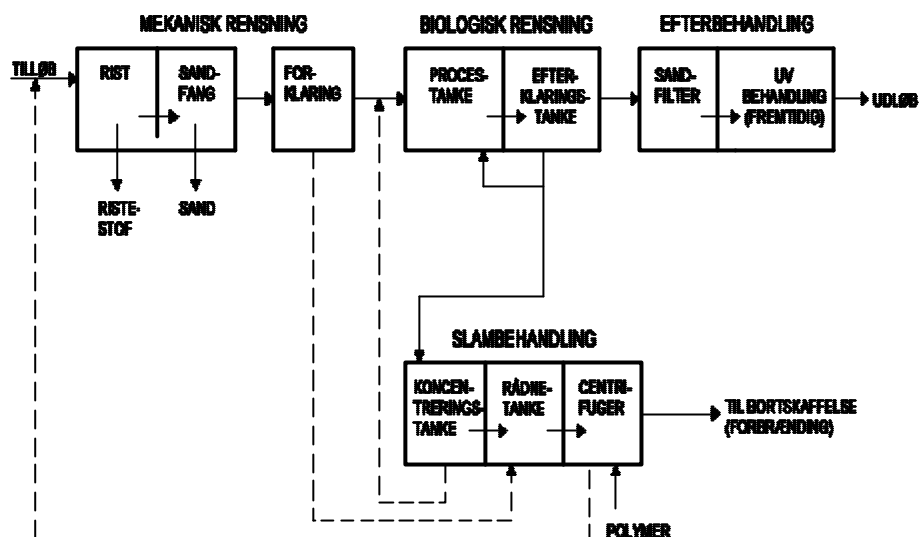 MEKANISK RENSNING
BIOLOGISK RENSNING
EFTERBEHANDLING
TILLØB
RIST
SAND-
FANG
FOR-
KLARING
PROCES-
TANKE
EFTER-
KLARINGS-
TANKE
SAND-
FILTER
UV
BEHANDLING
(FREMTIDIG)
UDLØB
RISTE-
STOF
SAND
SLAMBEHANDLING
KONCEN-
TRERINGS-
TANKE
RÅDNE-
TANKE
CENTRI-
FUGER
TIL BORTSKAFFELSE
(FORBRÆNDING)
POLYMER